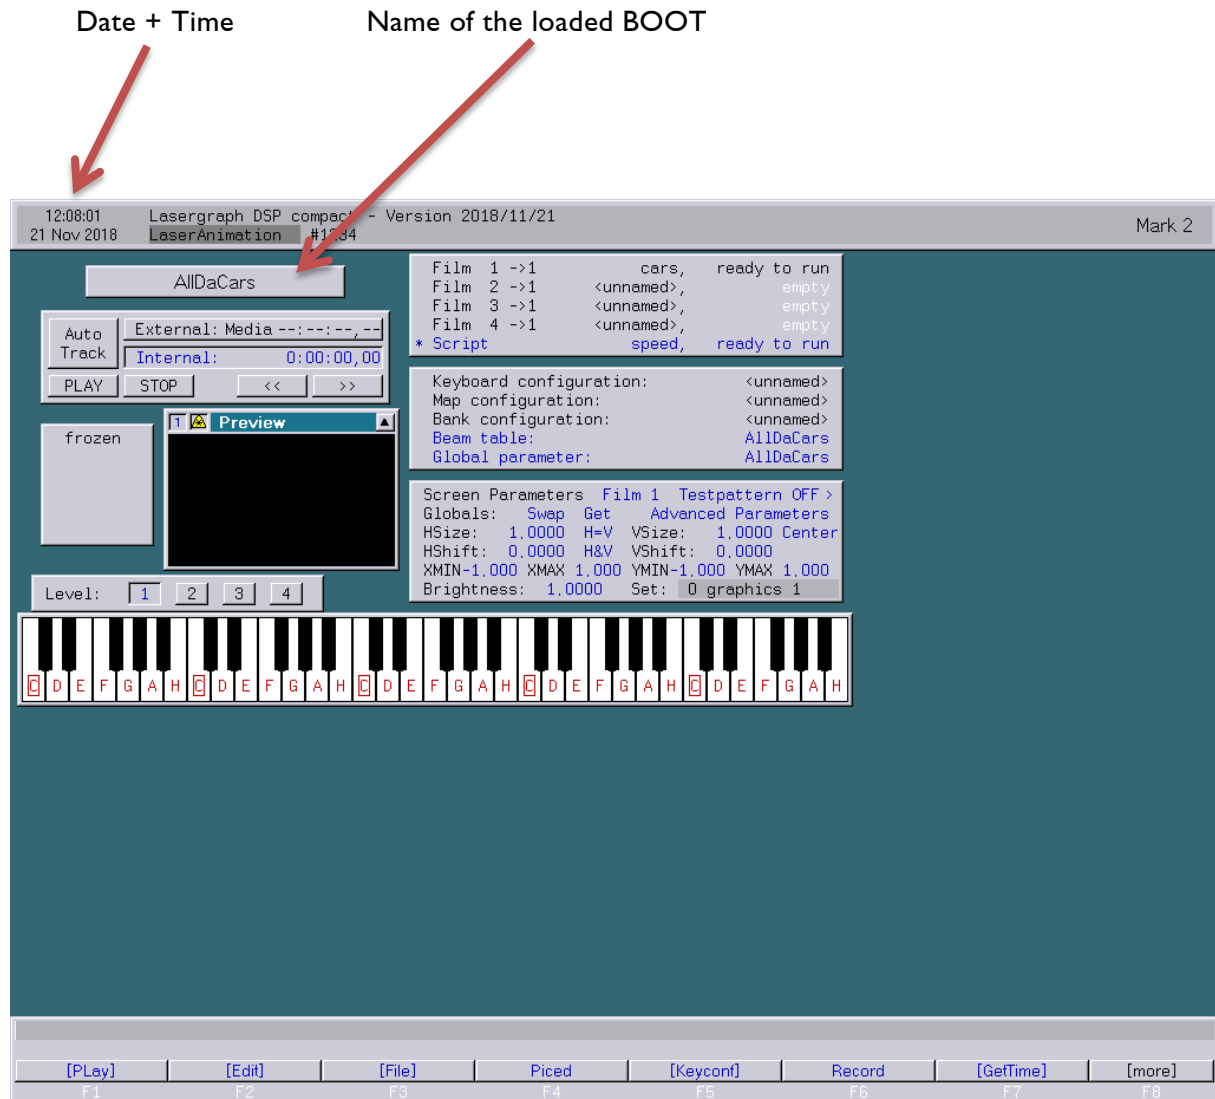 Date + Time Name of the loaded BOOT
12:08:01 Lasergraph DSP compact - Version 2018/11/21
21 Nov 2018 LaserAnimation #1234
Mark 2
AllDaCars
Auto Track
External: Media --:--:--,--
Internal: 0:00:00,00
PLAY STOP << >>
frozen
1 Preview
Level: 1 2 3 4
Film 1 ->1 cars, ready to run
Film 2 ->1 <unnamed>, empty
Film 3 ->1 <unnamed>, empty
Film 4 ->1 <unnamed>, empty
* Script speed, ready to run
Keyboard configuration: <unnamed>
Map configuration: <unnamed>
Bank configuration: <unnamed>
Beam table: AllDaCars
Global parameter: AllDaCars
Screen Parameters Film 1 Testpattern OFF >
Globals: Swap Get Advanced Parameters
HSize: 1,0000 H=V VSize: 1,0000 Center
HShift: 0,0000 H&V VShift: 0,0000
XMIN-1,000 XMAX 1,000 YMIN-1,000 YMAX 1,000
Brightness: 1,0000 Set: 0 graphics 1
C D E F G A H C D E F G A H C D E F G A H C D E F G A H C D E F G A H
[PLay] [Edit] [File] Piced [Keyconf] Record [GetTime] [more]
F1 F2 F3 F4 F5 F6 F7 F8